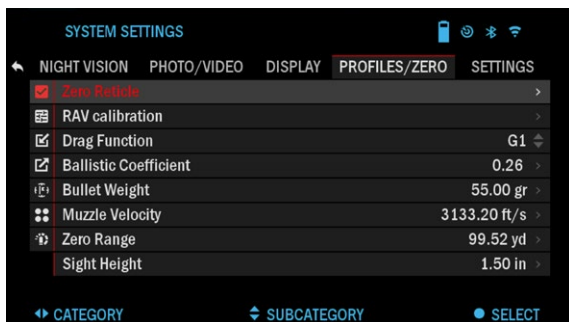 SYSTEM SETTINGS
NIGHT VISION PHOTO/VIDEO DISPLAY PROFILES/ZERO SETTINGS
Zero Reticle
RAV calibration
Drag Function G1
Ballistic Coefficient 0.26
Bullet Weight 55.00 gr
Muzzle Velocity 3133.20 ft/s
Zero Range 99.52 yd
Sight Height 1.50 in
CATEGORY SUBCATEGORY SELECT